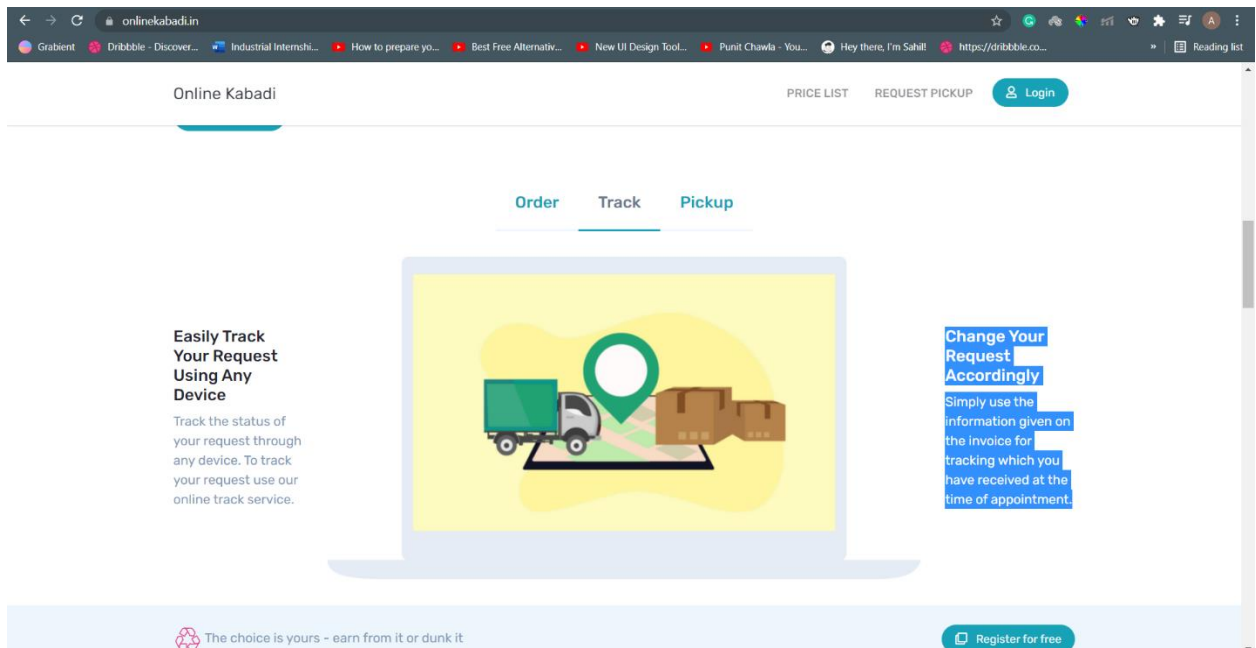 onlinekabadi.in
Grabient
Dribbble - Discover...
Industrial Internshi...
How to prepare yo...
Best Free Alternativ...
New UI Design Tool...
Punit Chawla - You...
Hey there, I'm Sahil!
https://dribbble.co...
»
Reading list
Online Kabadi
PRICE LIST
REQUEST PICKUP
Login
Order
Track
Pickup
Easily Track
Your Request
Using Any
Device
Track the status of
your request through
any device. To track
your request use our
online track service.
Change Your
Request
Accordingly
Simply use the
information given on
the invoice for
tracking which you
have received at the
time of appointment.
The choice is yours - earn from it or dunk it
Register for free